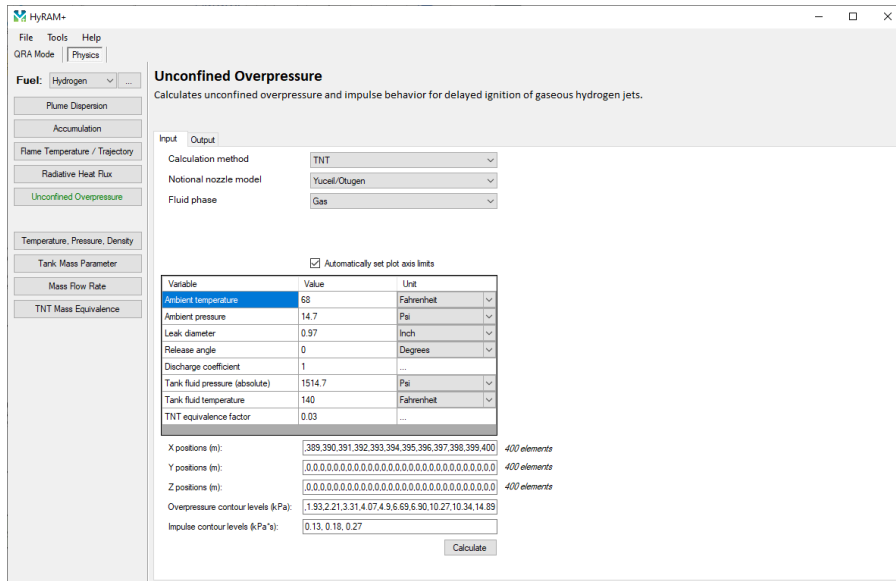 HyRAM+
File Tools Help
QRA Mode Physics
Fuel: Hydrogen ...
Plume Dispersion
Accumulation
Flame Temperature / Trajectory
Radiative Heat Flux
Unconfined Overpressure
Temperature, Pressure, Density
Tank Mass Parameter
Mass Flow Rate
TNT Mass Equivalence
Unconfined Overpressure
Calculates unconfined overpressure and impulse behavior for delayed ignition of gaseous hydrogen jets.
Input Output
Calculation method TNT
Notional nozzle model Yuceil/Otugen
Fluid phase Gas
Automatically set plot axis limits
Variable Value Unit
Ambient temperature 68 Fahrenheit
Ambient pressure 14.7 Psi
Leak diameter 0.97 Inch
Release angle 0 Degrees
Discharge coefficient 1 ...
Tank fluid pressure (absolute) 1514.7 Psi
Tank fluid temperature 140 Fahrenheit
TNT equivalence factor 0.03 ...
X positions (m): ,389,390,391,392,393,394,395,396,397,398,399,400 400 elements
Y positions (m): ,0,0,0,0,0,0,0,0,0,0,0,0,0,0,0,0,0,0,0,0,0,0,0,0,0,0,0,0 400 elements
Z positions (m): ,0,0,0,0,0,0,0,0,0,0,0,0,0,0,0,0,0,0,0,0,0,0,0,0,0,0,0,0 400 elements
Overpressure contour levels (kPa): ,1.93,2.21,3.31,4.07,4.9,6.69,6.90,10.27,10.34,14.89
Impulse contour levels (kPa*s): 0.13, 0.18, 0.27
Calculate